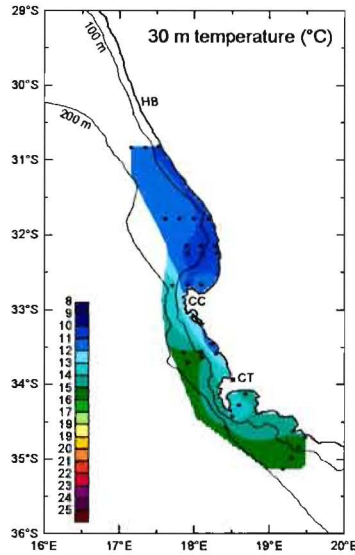 29°S
30 m temperature (°C)
100 m
30°S
HB
200 m
31°S
32°S
CC
33°S
8
9
10
11
12
13
14
15
16
17
19
19
20
21
22
23
24
25
CT
34°S
35°S
36°S
16°E
17°E
18°E
19°E
20°E